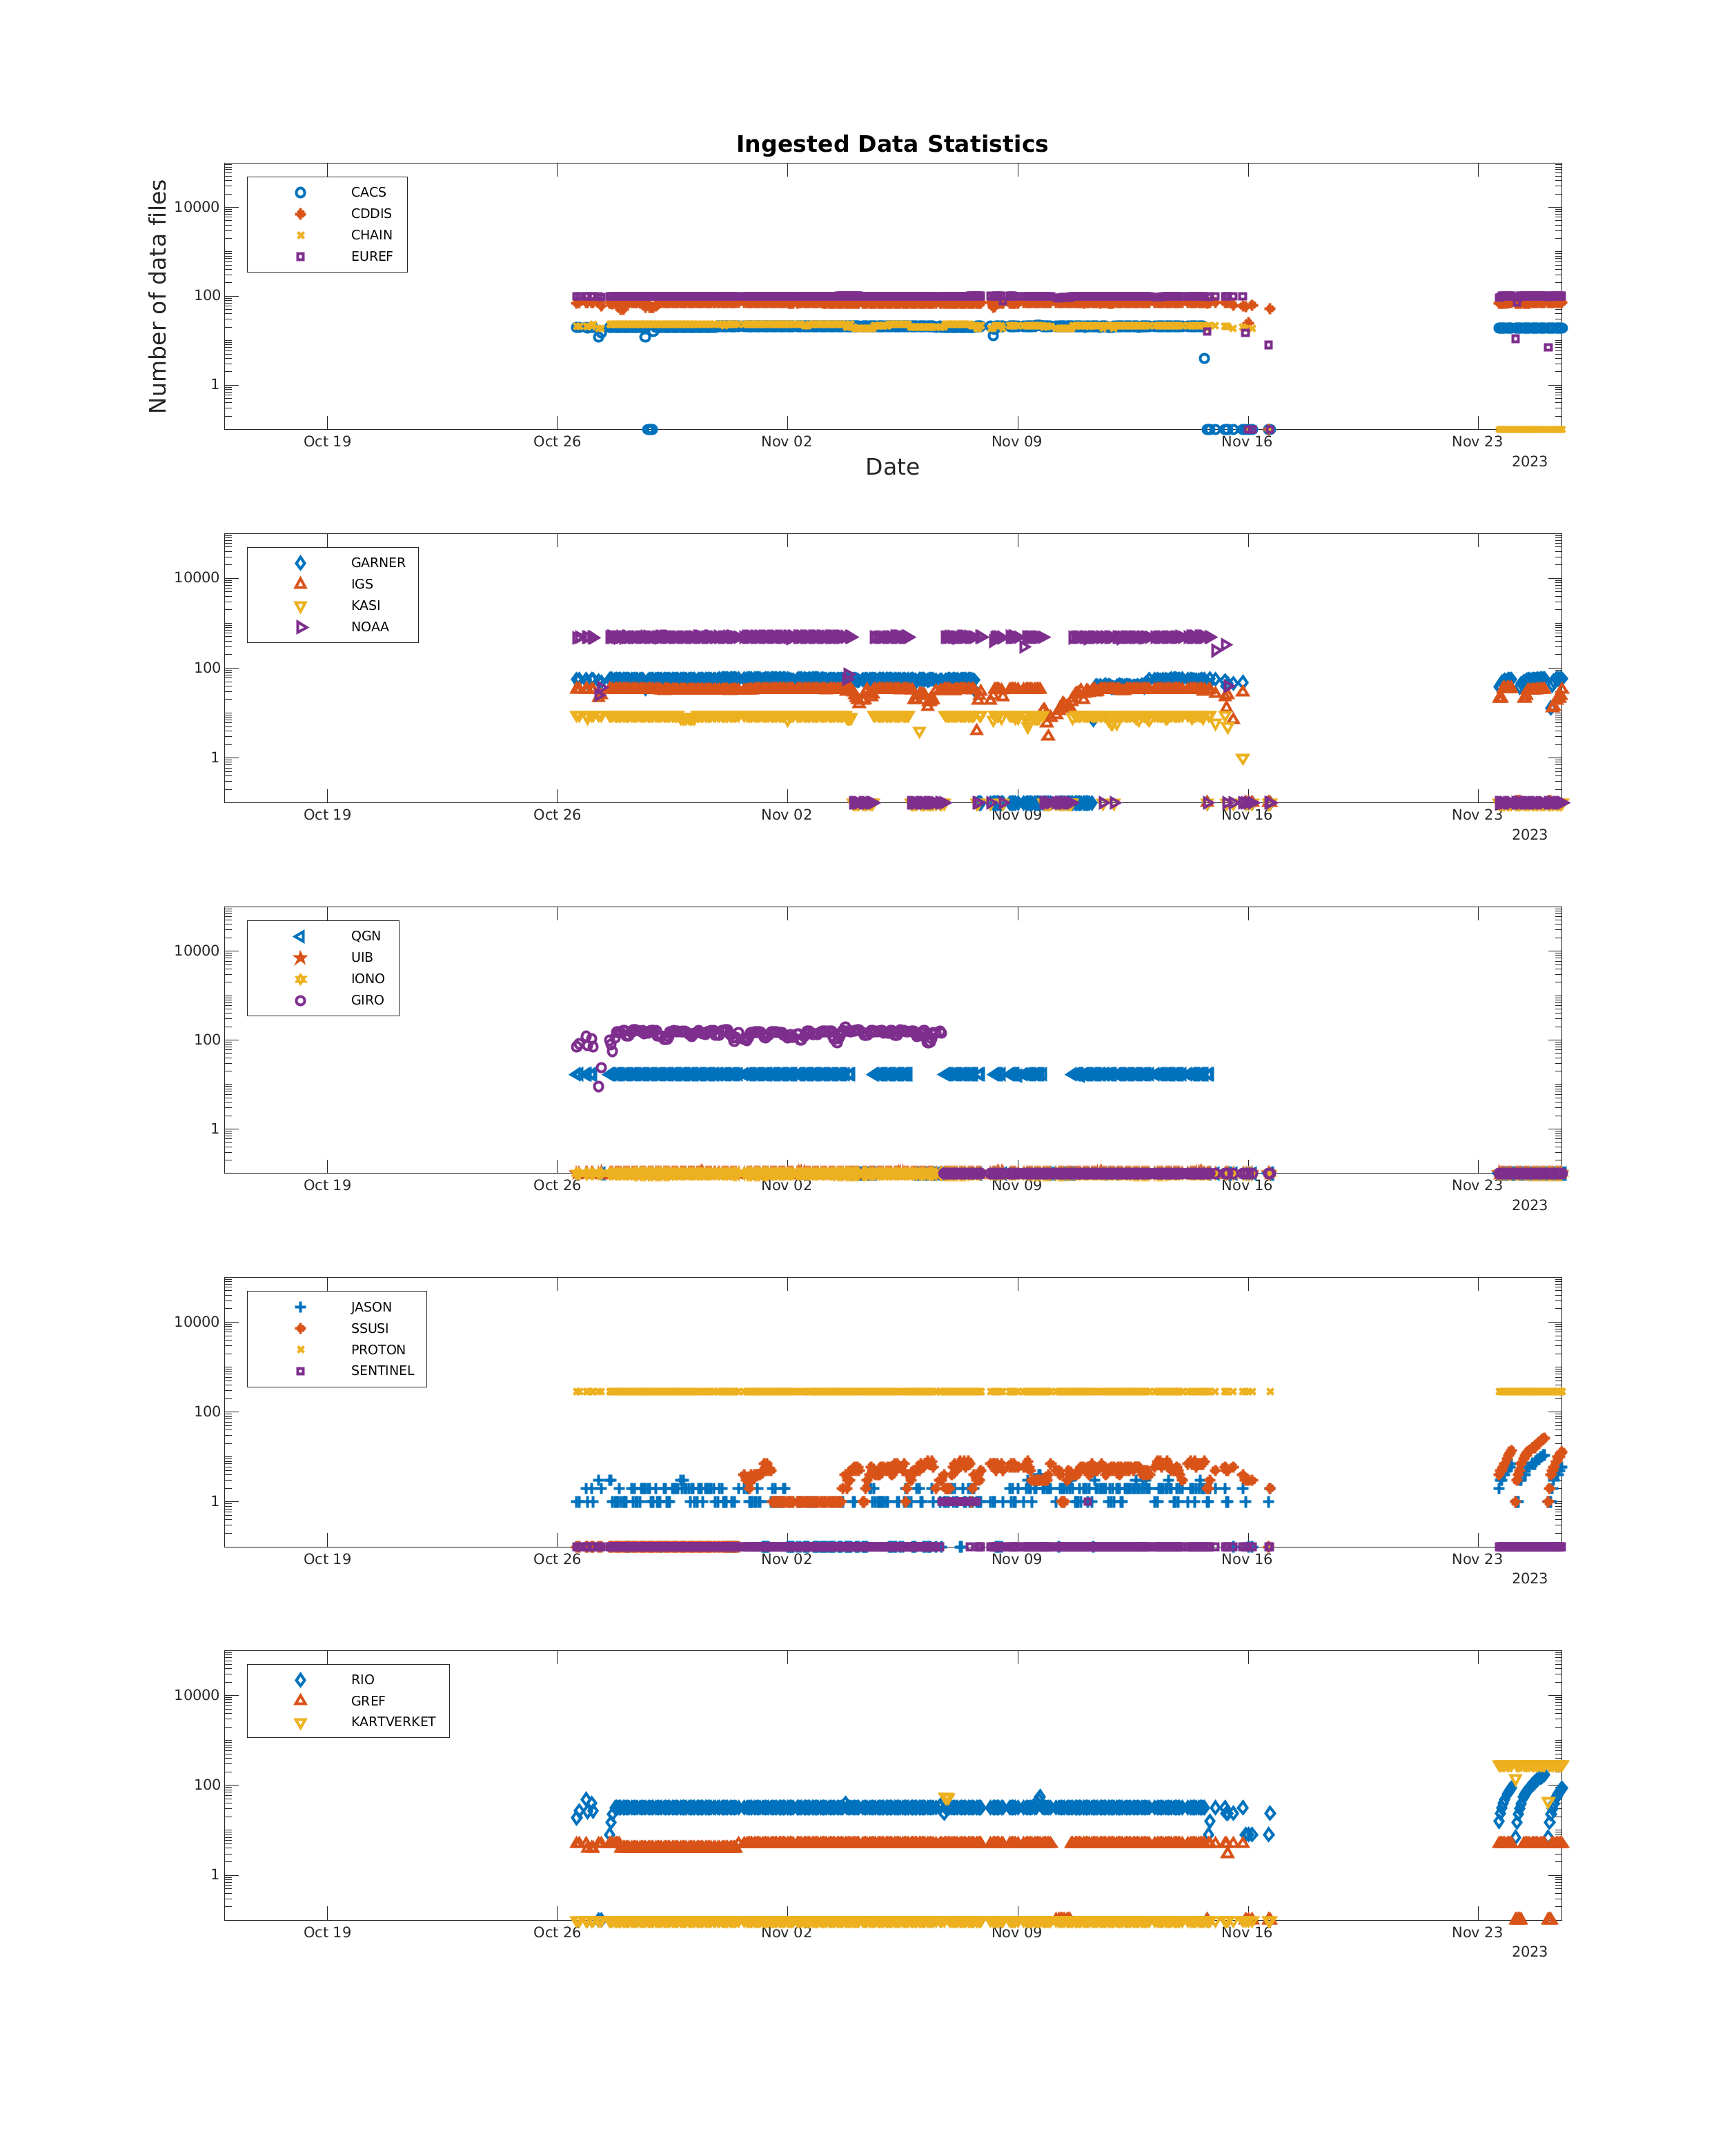 Ingested Data Statistics
Number of data files
10000
100
1
CACS
CDDIS
CHAIN
EUREF
Oct 19 Oct 26 Nov 02 Nov 09 Nov 16 Nov 23
2023
Date
10000
100
1
GARNER
IGS
KASI
NOAA
Oct 19 Oct 26 Nov 02 Nov 09 Nov 16 Nov 23
2023
10000
100
1
QGN
UIB
IONO
GIRO
Oct 19 Oct 26 Nov 02 Nov 09 Nov 16 Nov 23
2023
10000
100
1
JASON
SSUSI
PROTON
SENTINEL
Oct 19 Oct 26 Nov 02 Nov 09 Nov 16 Nov 23
2023
10000
100
1
RIO
GREF
KARTVERKET
Oct 19 Oct 26 Nov 02 Nov 09 Nov 16 Nov 23
2023